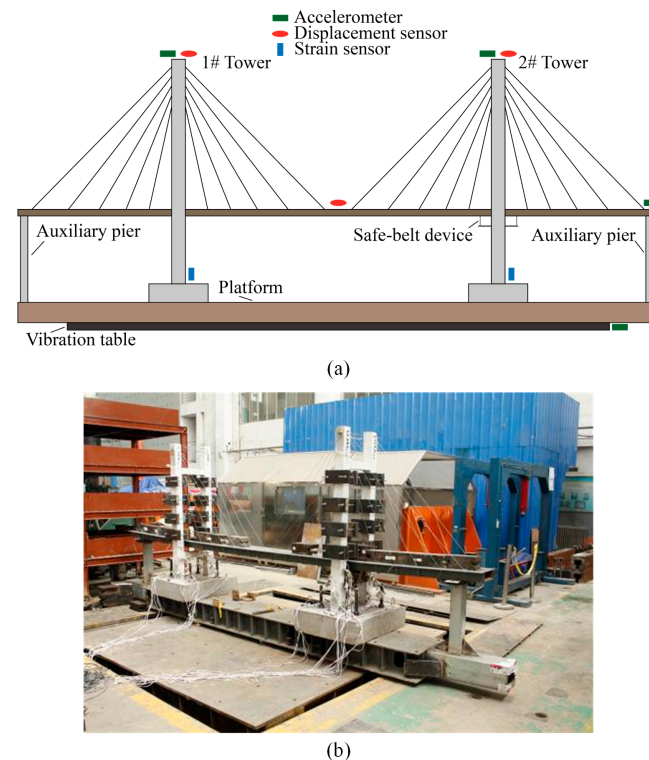 Accelerometer
Displacement sensor
Strain sensor
1# Tower
2# Tower
Auxiliary pier
Safe-belt device
Auxiliary pier
Platform
Vibration table
(a)
(b)